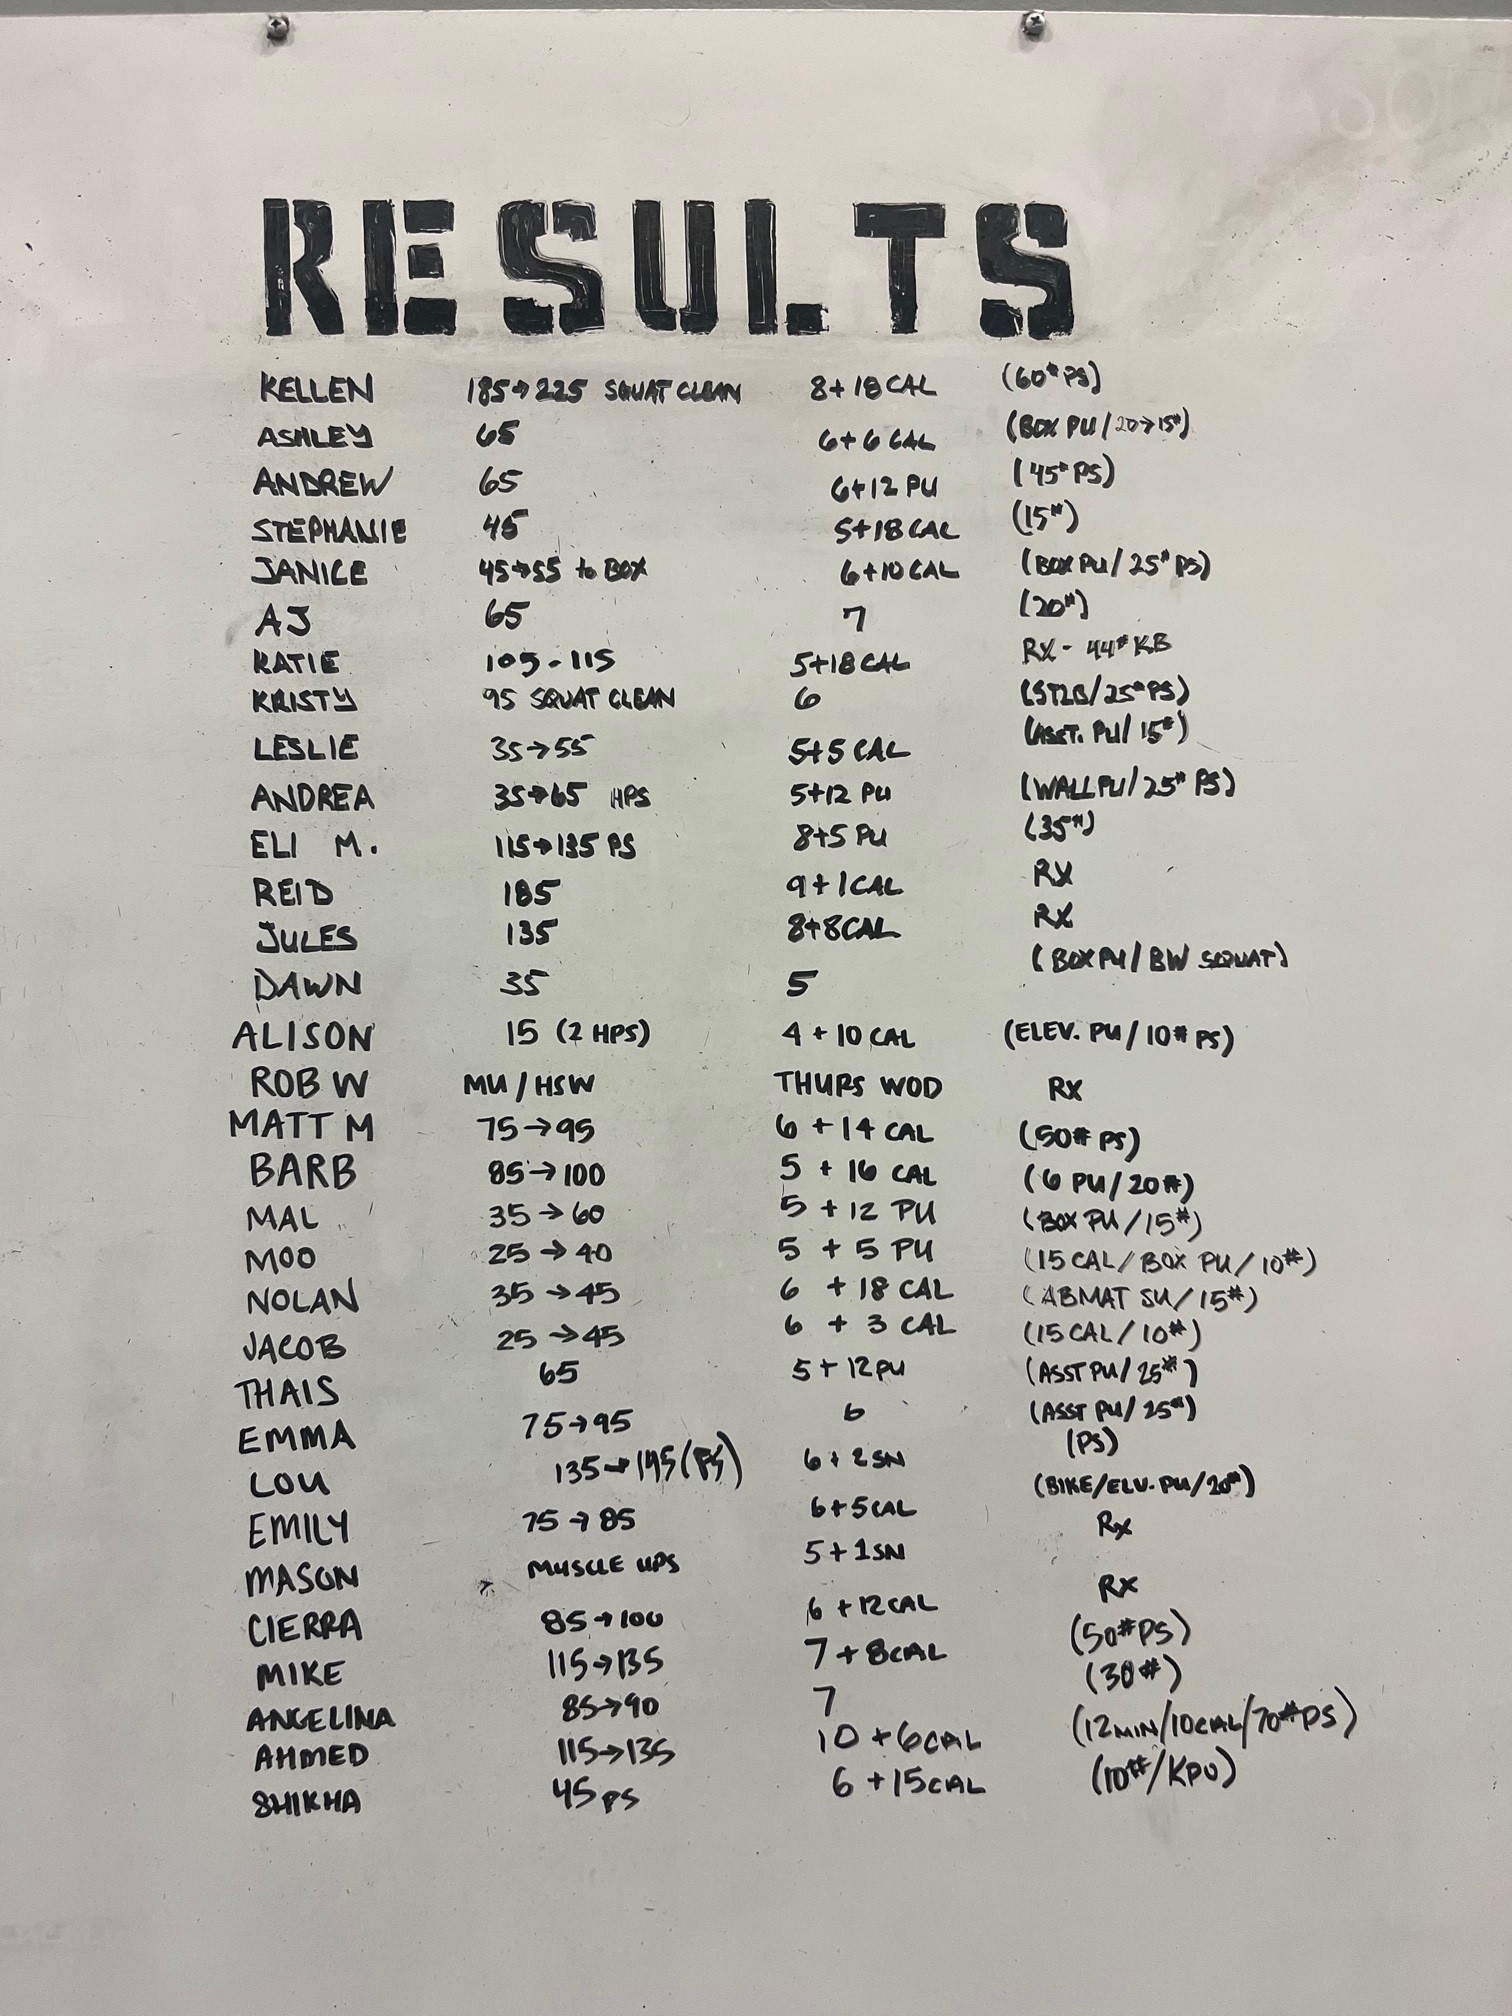 RESULTS
KELLEN 185→225 SQUAT CLEAN 8+18 CAL (60# PS)
ASHLEY 65 6+6 CAL (BOX PU/20→15#)
ANDREW 65 6+12 PU (45# PS)
STEPHANIE 45 5+18 CAL (15#)
JANICE 45→55 to BOX 6+10 CAL (BOX PU/25# PS)
AJ 65 7 (20#)
KATIE 105-115 5+18 CAL RX- 44# KB
KRISTY 95 SQUAT CLEAN 6 (STLB/25# PS)
LESLIE 35→55 5+5 CAL (ASST. PU/15#)
ANDREA 35→65 HPS 5+12 PU (WALL PU/25# PS)
ELI M. 115→135 PS 8+5 PU (35#)
REID 185 9+1 CAL RX
JULES 135 8+8 CAL RX
DAWN 35 5 (BOX PU/BW SQUAT)
ALISON 15 (2 HPS) 4 + 10 CAL (ELEV. PU/10# PS)
ROB W MU/HSW THURS WOD RX
MATT M 75→95 6 + 14 CAL (50# PS)
BARB 85→100 5 + 16 CAL (6 PU/20#)
MAL 35→60 5 + 12 PU (BOX PU/15#)
MOO 25→40 5 + 5 PU (15 CAL/BOX PU/10#)
NOLAN 35→45 6 + 18 CAL (ABMAT SU/15#)
JACOB 25→45 6 + 3 CAL (15 CAL/10#)
THAIS 65 5+12 PU (ASST PU/25#)
EMMA 75→95 6 (ASST PU/25#)
LOU 135→145 (PS) 6+2 SN (PS)
EMILY 75→85 6+5 CAL (BIKE/ELV. PU/20#)
MASON MUSCLE UPS 5+1 SN Rx
CIERRA 85→100 6+12 CAL RX
MIKE 115→135 7+8 CAL (50# PS)
ANGELINA 85→90 7 (30#)
AHMED 115→135 10+6 CAL (12 MIN/10 CAL/70# PS)
SHIKHA 45 PS 6+15 CAL (10#/KPU)